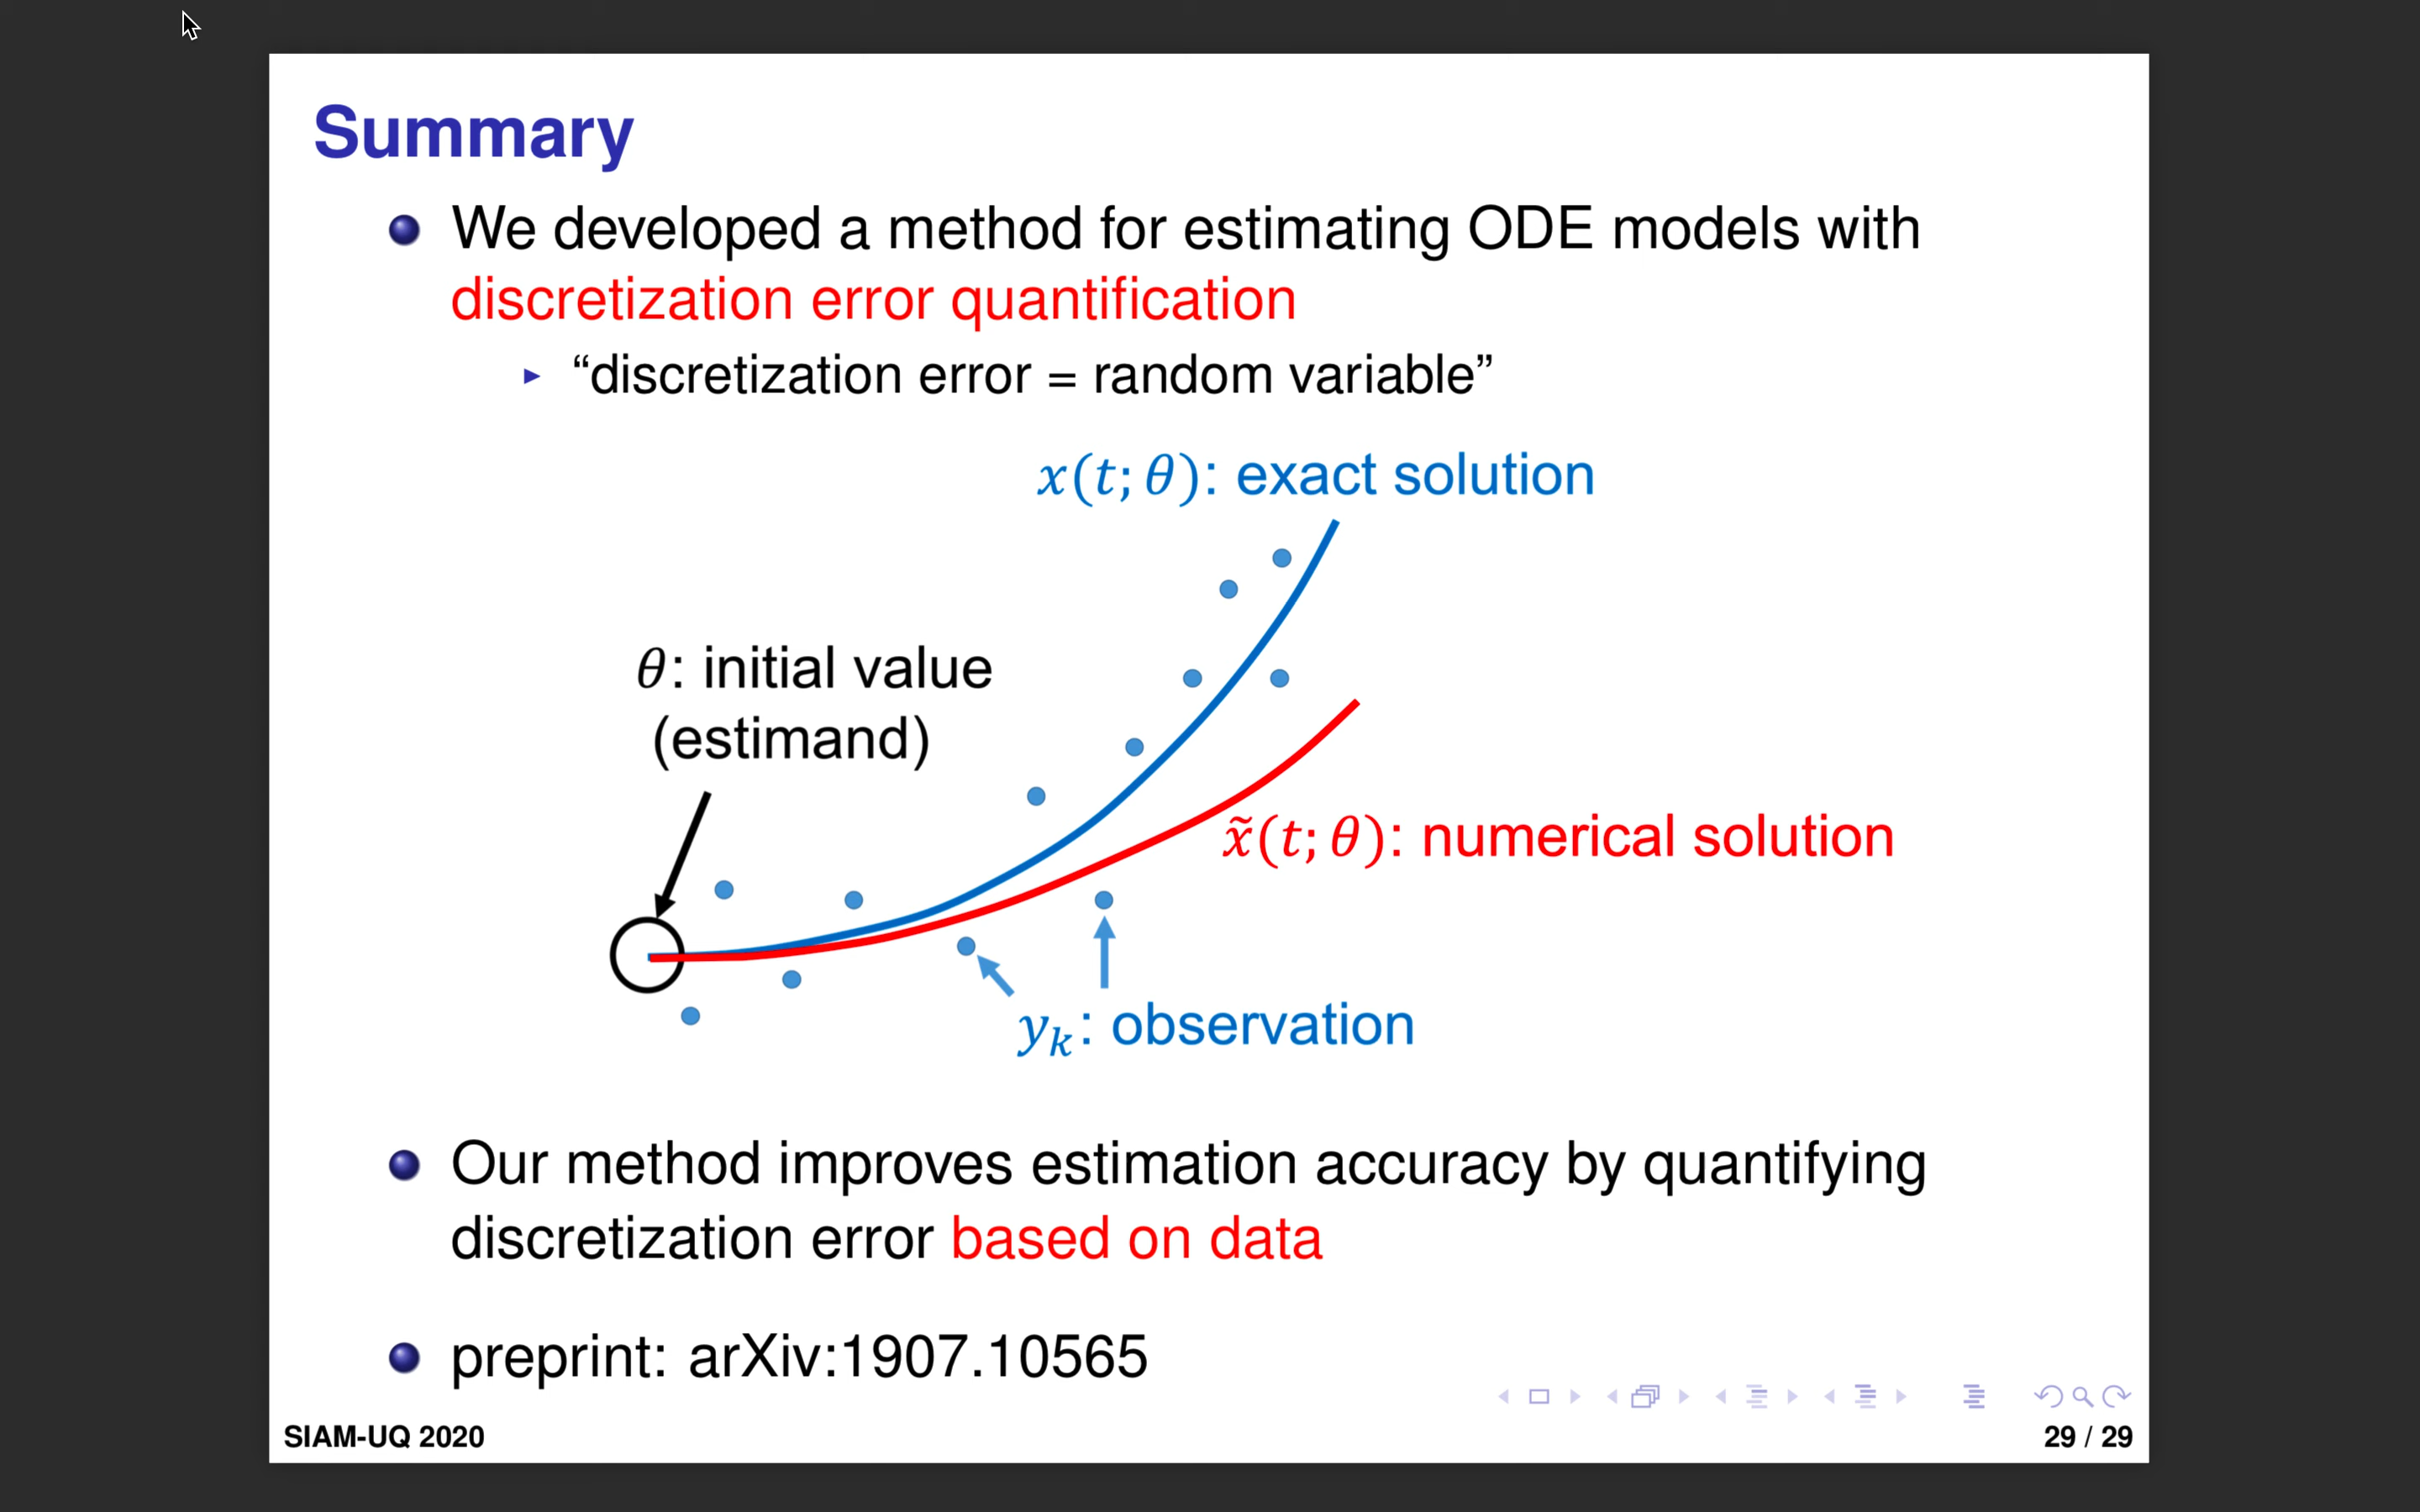 Summary
We developed a method for estimating ODE models with
discretization error quantification
“discretization error = random variable”
x(t; θ): exact solution
θ: initial value
(estimand)
x̃(t; θ): numerical solution
yₖ: observation
Our method improves estimation accuracy by quantifying
discretization error based on data
preprint: arXiv:1907.10565
SIAM-UQ 2020
29 / 29